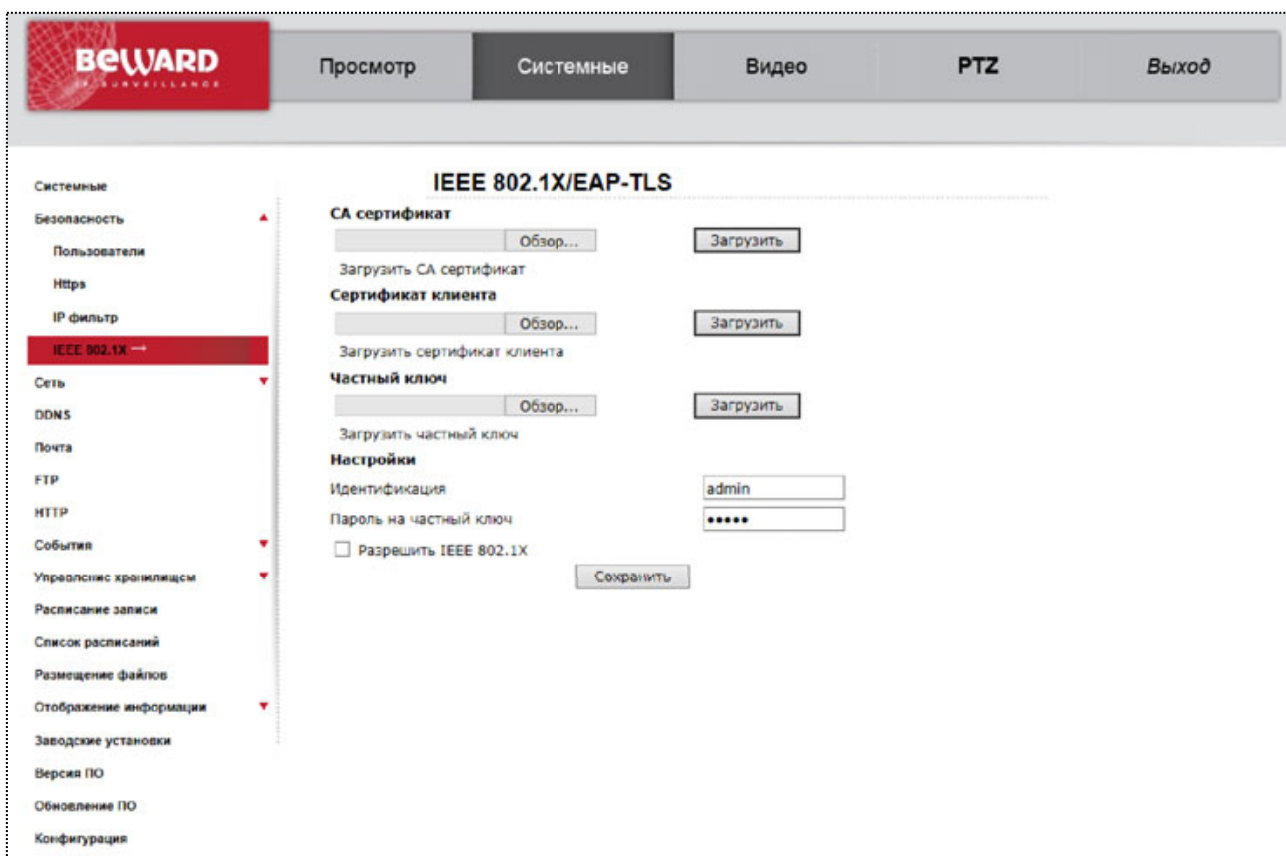 BEWARD
IP SURVEILLANCE
Просмотр
Системные
Видео
PTZ
Выход
Системные
Безопасность
Пользователи
Https
IP фильтр
IEEE 802.1X →
Сеть
DDNS
Почта
FTP
HTTP
События
Управление хранилищем
Расписание записи
Список расписаний
Размещение файлов
Отображение информации
Заводские установки
Версия ПО
Обновление ПО
Конфигурация
IEEE 802.1X/EAP-TLS
CA сертификат
Обзор... Загрузить
Загрузить CA сертификат
Сертификат клиента
Обзор... Загрузить
Загрузить сертификат клиента
Частный ключ
Обзор... Загрузить
Загрузить частный ключ
Настройки
Идентификация admin
Пароль на частный ключ •••••
Разрешить IEEE 802.1X
Сохранить